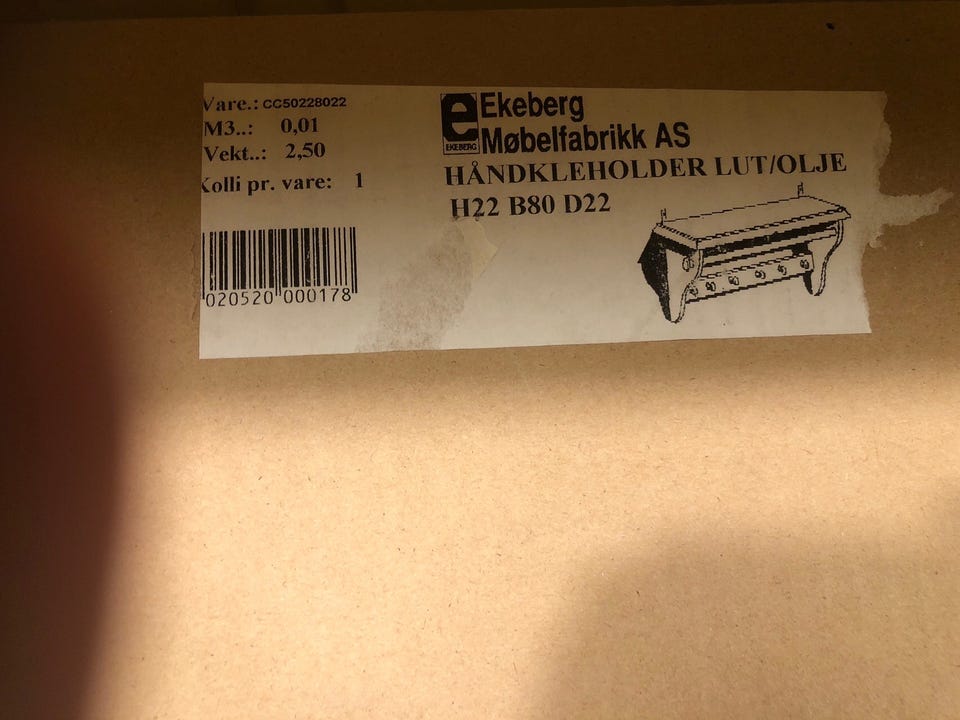 Vare.: CC50228022
M3..: 0,01
Vekt..: 2,50
Kolli pr. vare: 1
020520 000178
e
EKEBERG
Ekeberg
Møbelfabrikk AS
HÅNDKLEHOLDER LUT/OLJE
H22 B80 D22